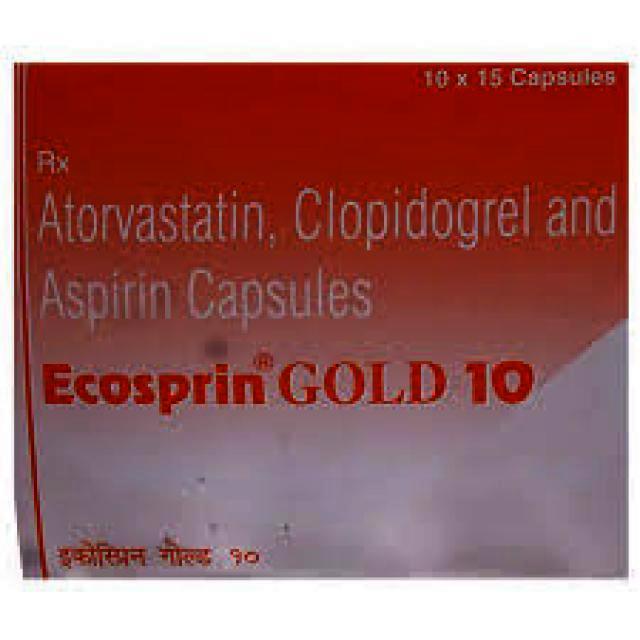 10 x 15 Capsules
Rx
Atorvastatin, Clopidogrel and
Aspirin Capsules
Ecosprin® GOLD 10
इकोस्प्रिन गोल्ड १०